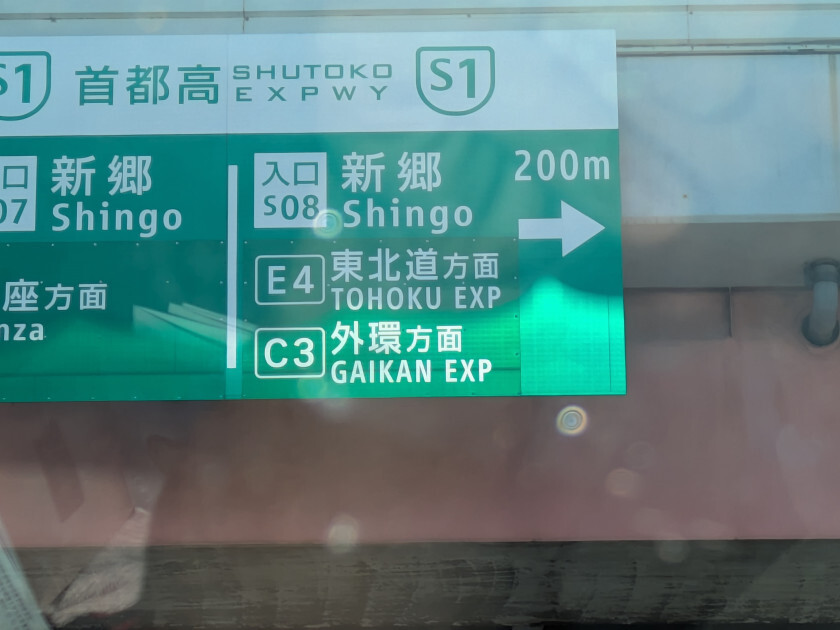 S1 首都高 SHUTOKO EXPWY S1
口 07 新郷 Shingo
座方面
nza
入口 S08 新郷 Shingo
200m
E4 東北道方面
TOHOKU EXP
C3 外環方面
GAIKAN EXP